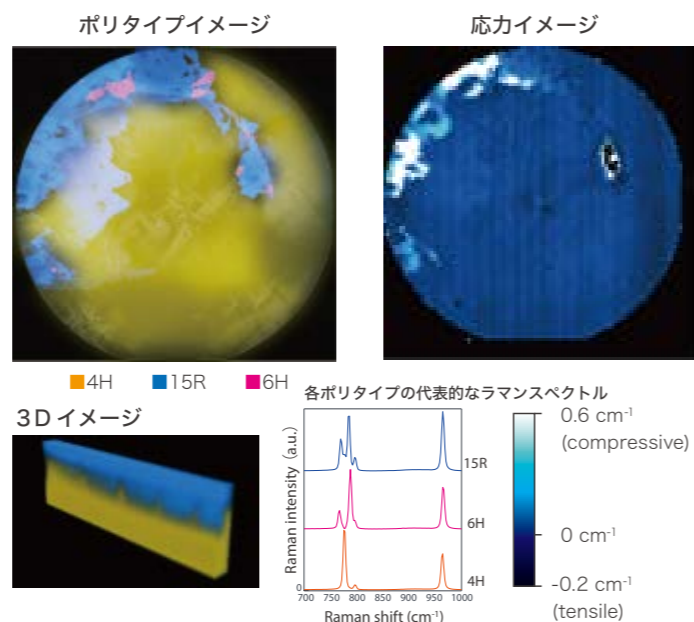 ポリタイプイメージ
応力イメージ
■4H ■15R ■6H
3Dイメージ
各ポリタイプの代表的なラマンスペクトル
Raman intensity (a.u.)
15R
6H
4H
0
700 750 800 850 900 950 1000
Raman shift (cm⁻¹)
0.6 cm⁻¹
(compressive)
0 cm⁻¹
-0.2 cm⁻¹
(tensile)